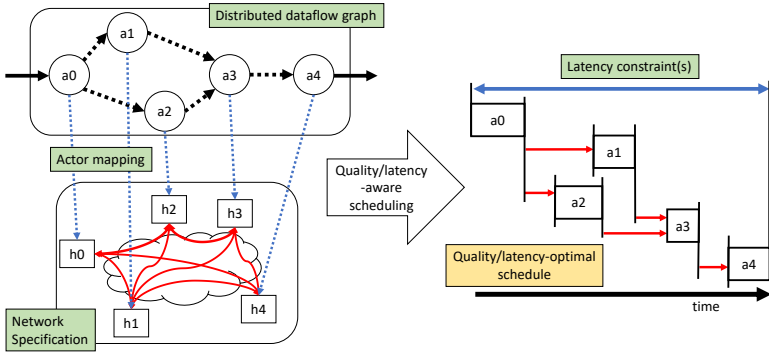 Distributed dataflow graph
a0
a1
a2
a3
a4
Actor mapping
h0
h1
h2
h3
h4
Network
Specification
Quality/latency
-aware
scheduling
Latency constraint(s)
a0
a1
a2
a3
a4
Quality/latency-optimal
schedule
time